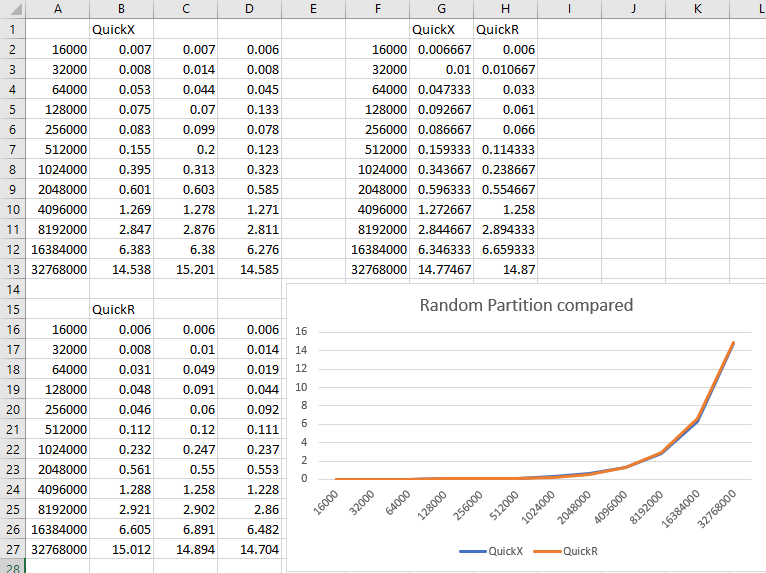 A B C D E F G H I J K L
1 QuickX QuickX QuickR
2 16000 0.007 0.007 0.006 16000 0.006667 0.006
3 32000 0.008 0.014 0.008 32000 0.01 0.010667
4 64000 0.053 0.044 0.045 64000 0.047333 0.033
5 128000 0.075 0.07 0.133 128000 0.092667 0.061
6 256000 0.083 0.099 0.078 256000 0.086667 0.066
7 512000 0.155 0.2 0.123 512000 0.159333 0.114333
8 1024000 0.395 0.313 0.323 1024000 0.343667 0.238667
9 2048000 0.601 0.603 0.585 2048000 0.596333 0.554667
10 4096000 1.269 1.278 1.271 4096000 1.272667 1.258
11 8192000 2.847 2.876 2.811 8192000 2.844667 2.894333
12 16384000 6.383 6.38 6.276 16384000 6.346333 6.659333
13 32768000 14.538 15.201 14.585 32768000 14.77467 14.87
14
15 QuickR
16 16000 0.006 0.006 0.006
17 32000 0.008 0.01 0.014
18 64000 0.031 0.049 0.019
19 128000 0.048 0.091 0.044
20 256000 0.046 0.06 0.092
21 512000 0.112 0.12 0.111
22 1024000 0.232 0.247 0.237
23 2048000 0.561 0.55 0.553
24 4096000 1.288 1.258 1.228
25 8192000 2.921 2.902 2.86
26 16384000 6.605 6.891 6.482
27 32768000 15.012 14.894 14.704
28
Random Partition compared
16
14
12
10
8
6
4
2
0
16000 32000 64000 128000 256000 512000 1024000 2048000 4096000 8192000 16384000 32768000
QuickX QuickR